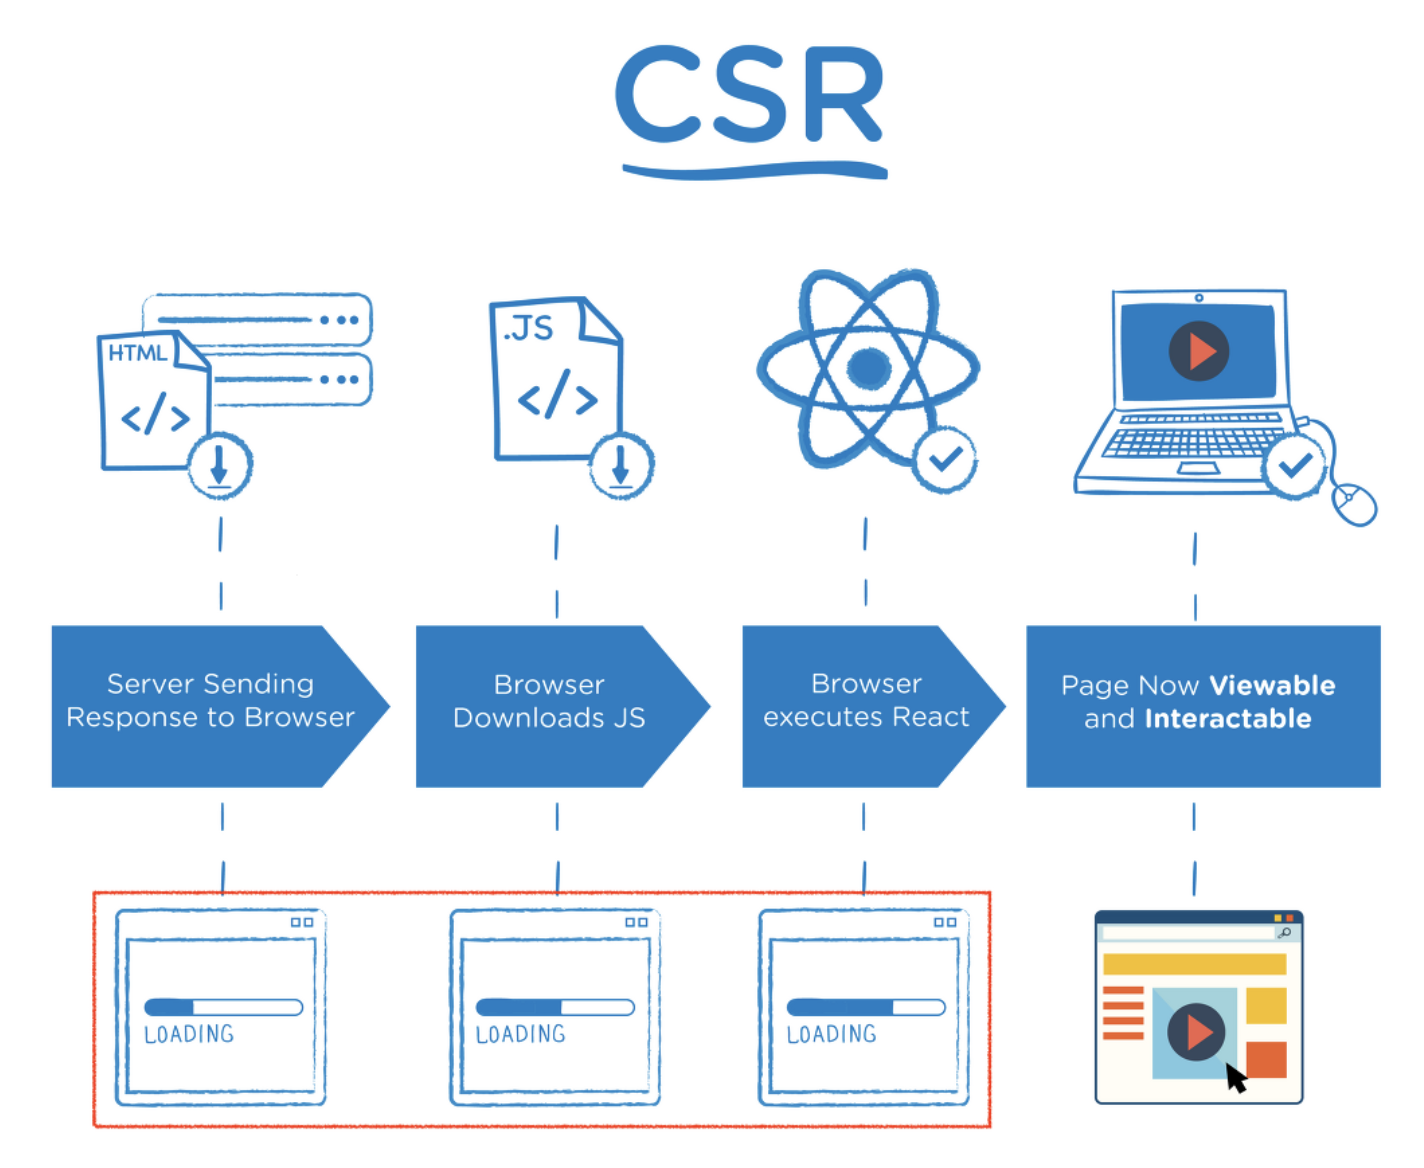 CSR
HTML
</>
.JS
</>
Server Sending
Response to Browser
Browser
Downloads JS
Browser
executes React
Page Now Viewable
and Interactable
LOADING
LOADING
LOADING